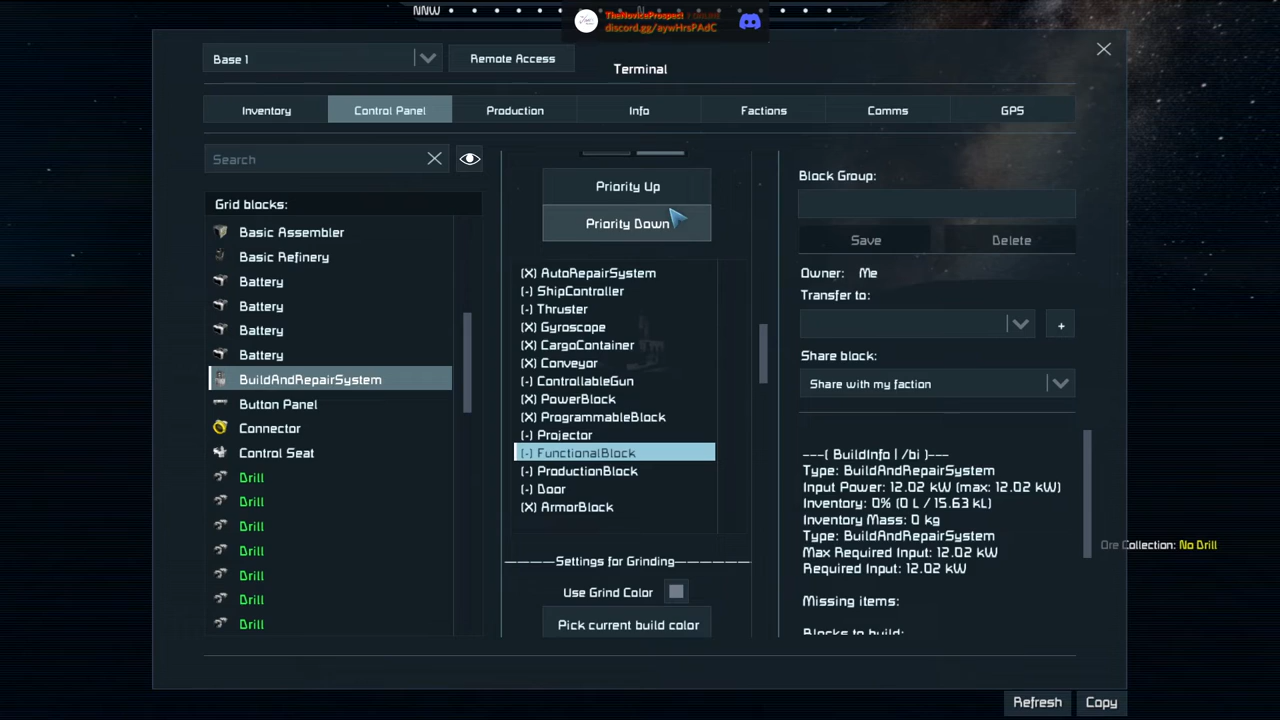 NNW
TheNoviceProspect
discord.gg/aywHrsPAdC
Base 1
Remote Access
Terminal
Inventory
Control Panel
Production
Info
Factions
Comms
GPS
Search
Grid blocks:
Basic Assembler
Basic Refinery
Battery
Battery
Battery
Battery
BuildAndRepairSystem
Button Panel
Connector
Control Seat
Drill
Drill
Drill
Drill
Drill
Drill
Drill
Priority Up
Priority Down
(X) AutoRepairSystem
(-) ShipController
(-) Thruster
(X) Gyroscope
(X) CargoContainer
(X) Conveyor
(-) ControllableGun
(X) PowerBlock
(X) ProgrammableBlock
(-) Projector
(-) FunctionalBlock
(-) ProductionBlock
(-) Door
(X) ArmorBlock
Settings for Grinding
Use Grind Color
Pick current build color
Block Group:
Save
Delete
Owner: Me
Transfer to:
+
Share block:
Share with my faction
---( BuildInfo | /bi )---
Type: BuildAndRepairSystem
Input Power: 12.02 kW (max: 12.02 kW)
Inventory: 0% (0 L / 15.63 kL)
Inventory Mass: 0 kg
Type: BuildAndRepairSystem
Max Required Input: 12.02 kW
Required Input: 12.02 kW
Missing items:
Blocks to build:
Ore Collection: No Drill
Refresh
Copy